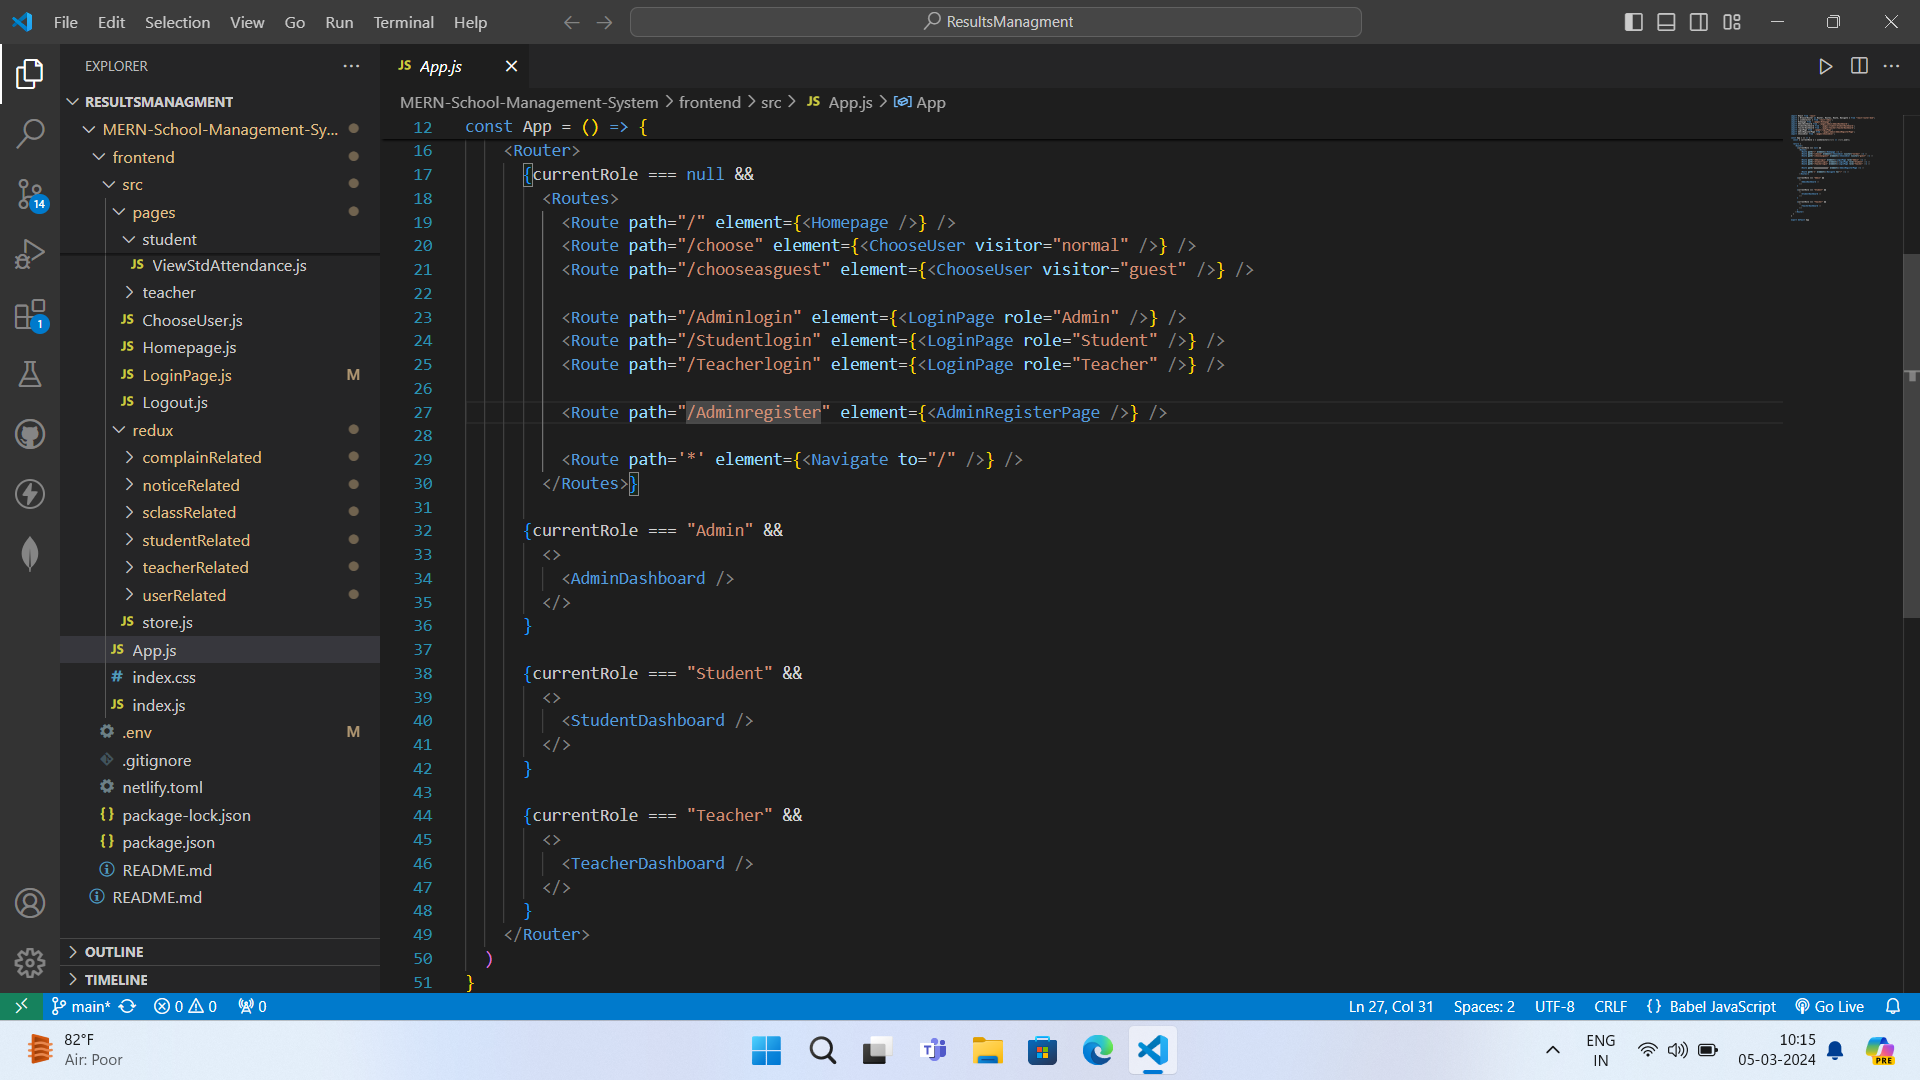 File Edit Selection View Go Run Terminal Help
ResultsManagment
EXPLORER
RESULTSMANAGMENT
MERN-School-Management-Sy...
frontend
src
pages
student
JS ViewStdAttendance.js
teacher
JS ChooseUser.js
JS Homepage.js
JS LoginPage.js M
JS Logout.js
redux
complainRelated
noticeRelated
sclassRelated
studentRelated
teacherRelated
userRelated
JS store.js
JS App.js
# index.css
JS index.js
.env M
.gitignore
netlify.toml
{} package-lock.json
{} package.json
README.md
README.md
OUTLINE
TIMELINE
14
1
JS App.js
MERN-School-Management-System > frontend > src > JS App.js > App
12 const App = () => {
16 <Router>
17 {currentRole === null &&
18 <Routes>
19 <Route path="/" element={<Homepage />} />
20 <Route path="/choose" element={<ChooseUser visitor="normal" />} />
21 <Route path="/chooseasguest" element={<ChooseUser visitor="guest" />} />
22
23 <Route path="/Adminlogin" element={<LoginPage role="Admin" />} />
24 <Route path="/Studentlogin" element={<LoginPage role="Student" />} />
25 <Route path="/Teacherlogin" element={<LoginPage role="Teacher" />} />
26
27 <Route path="/Adminregister" element={<AdminRegisterPage />} />
28
29 <Route path='*' element={<Navigate to="/" />} />
30 </Routes>}
31
32 {currentRole === "Admin" &&
33 <>
34 <AdminDashboard />
35 </>
36 }
37
38 {currentRole === "Student" &&
39 <>
40 <StudentDashboard />
41 </>
42 }
43
44 {currentRole === "Teacher" &&
45 <>
46 <TeacherDashboard />
47 </>
48 }
49 </Router>
50 )
51 }
main* 0 0 0
Ln 27, Col 31 Spaces: 2 UTF-8 CRLF {} Babel JavaScript Go Live
82°F
Air: Poor
ENG
IN
10:15
05-03-2024
PRE